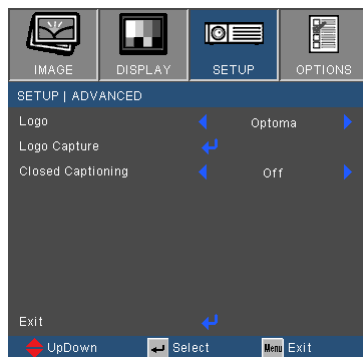 IMAGE DISPLAY SETUP OPTIONS
SETUP | ADVANCED
Logo Optoma
Logo Capture
Closed Captioning Off
Exit
UpDown Select Menu Exit